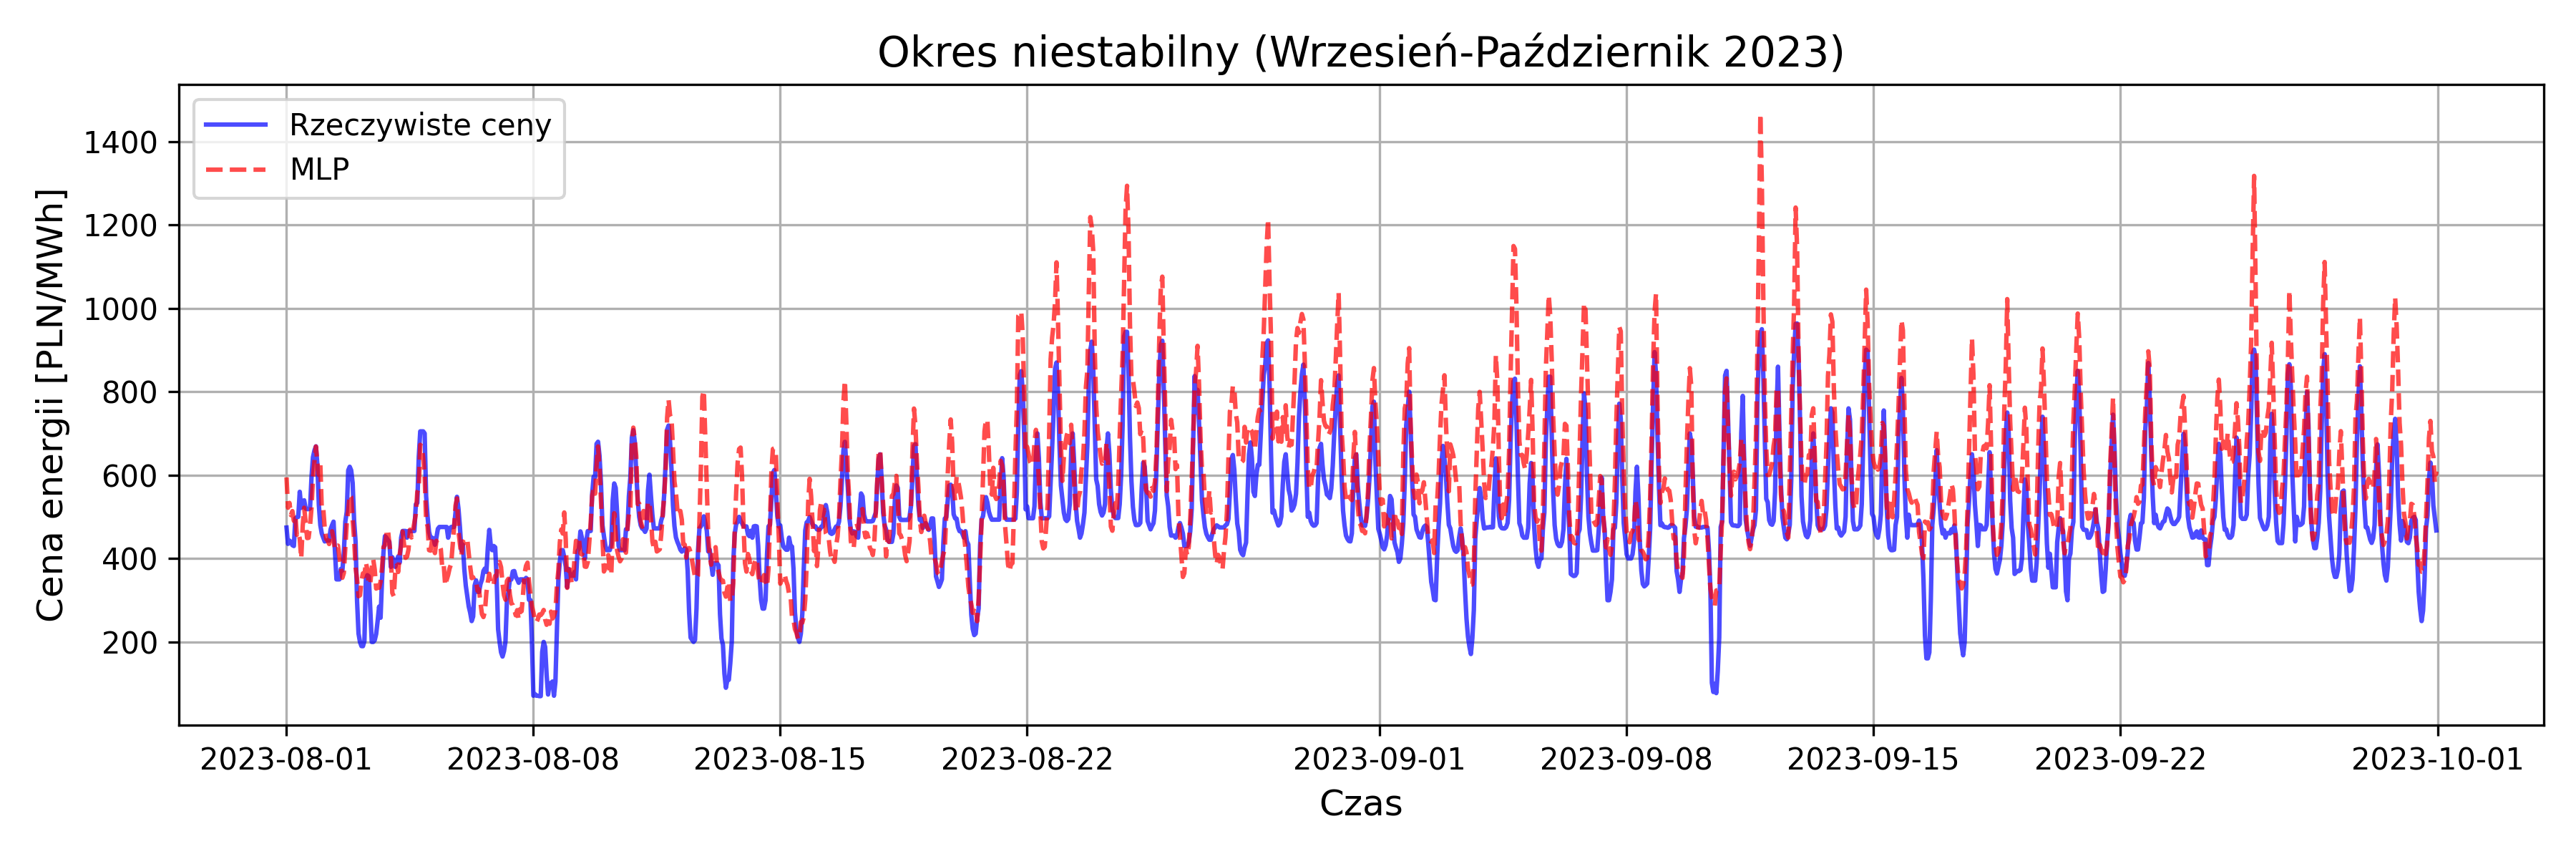 Okres niestabilny (Wrzesień-Październik 2023)
Rzeczywiste ceny
MLP
Cena energii [PLN/MWh]
1400
1200
1000
800
600
400
200
2023-08-01 2023-08-08 2023-08-15 2023-08-22 2023-09-01 2023-09-08 2023-09-15 2023-09-22 2023-10-01
Czas